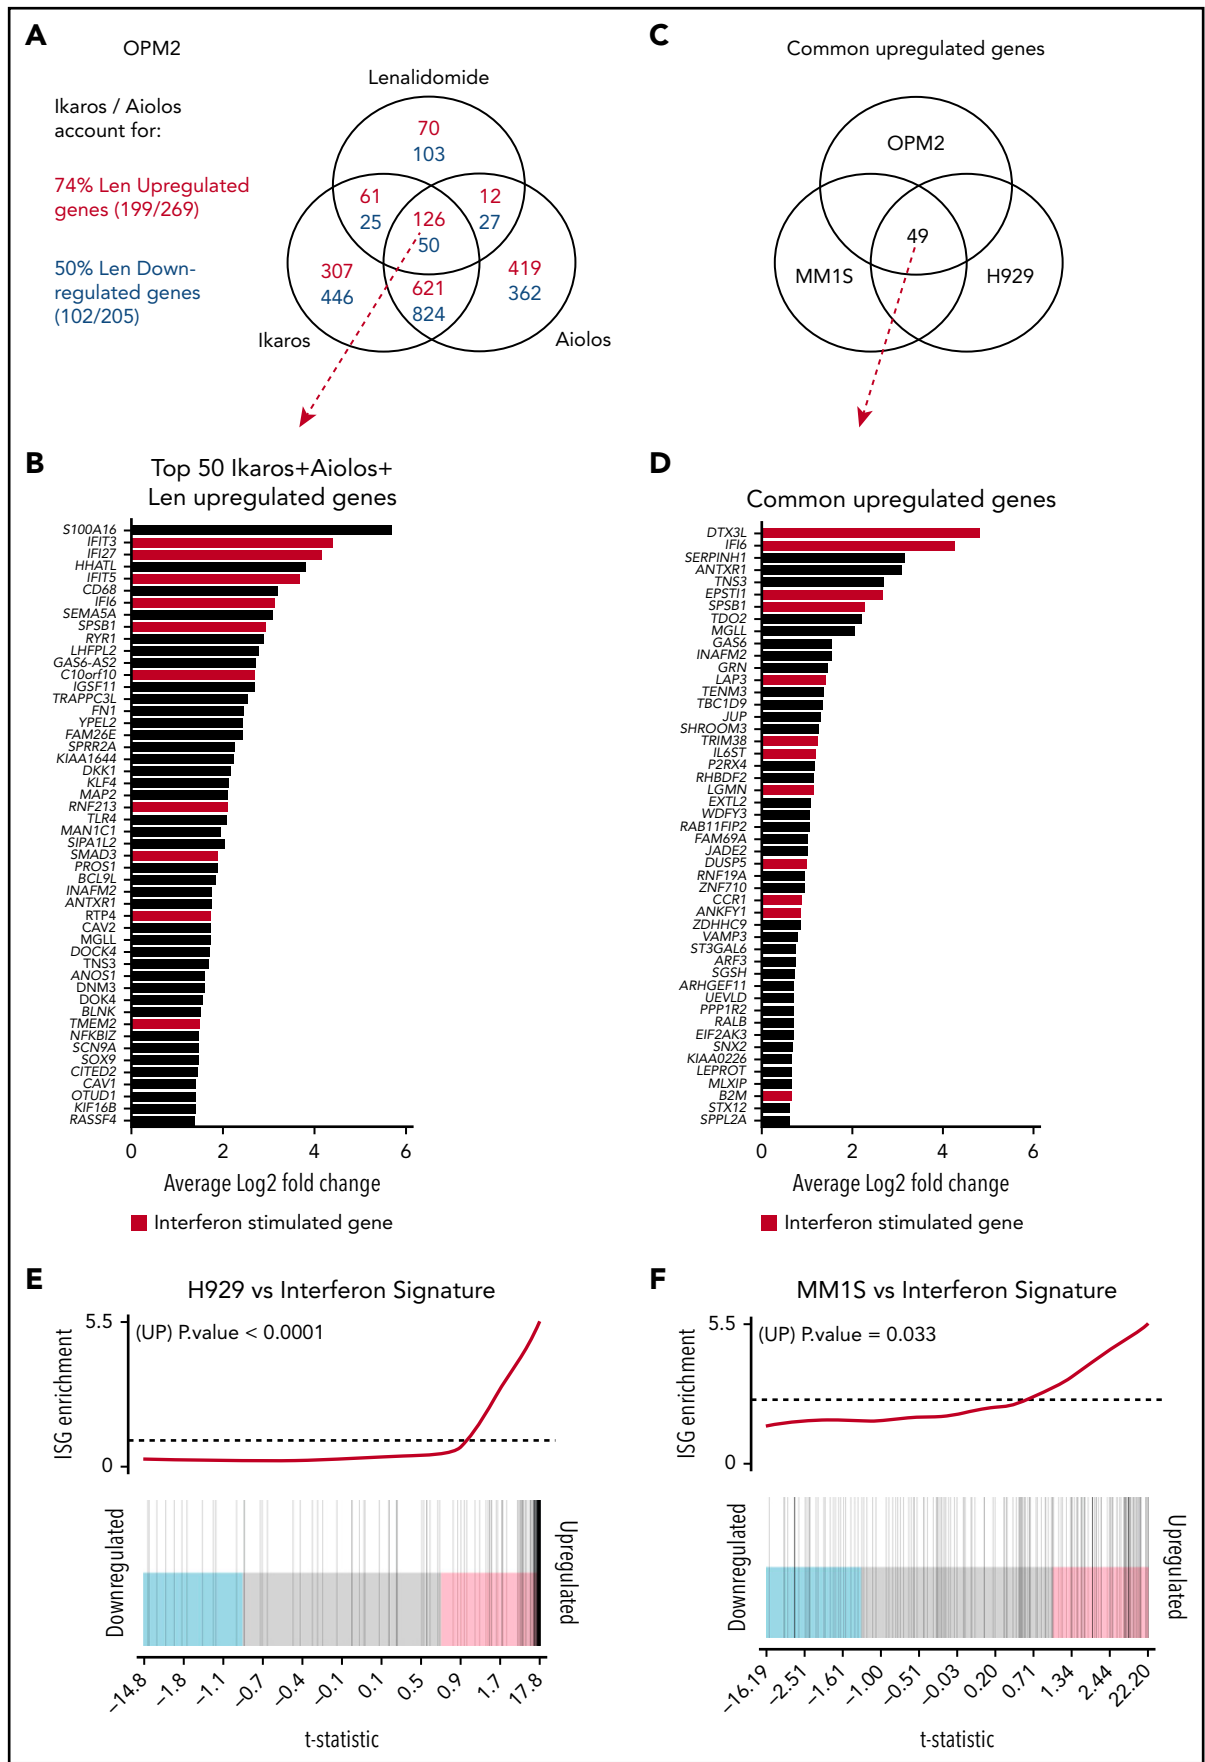 A
OPM2
Ikaros / Aiolos
account for:
74% Len Upregulated
genes (199/269)
50% Len Down-
regulated genes
(102/205)
Lenalidomide
70
103
61
25
12
27
126
50
307
446
419
362
621
824
Ikaros
Aiolos
C
Common upregulated genes
OPM2
49
MM1S
H929
B
Top 50 Ikaros+Aiolos+
Len upregulated genes
S100A16
IFIT3
IFI27
HHATL
IFIT5
CD68
IFI6
SEMA5A
SPSB1
RYR1
LHFPL2
GAS6-AS2
C10orf10
IGSF11
TRAPPC3L
FN1
YPEL2
FAM26E
SPRR2A
KIAA1644
DKK1
KLF4
MAP2
RNF213
TLR4
MAN1C1
SIPA1L2
SMAD3
PROS1
BCL9L
INAFM2
ANTXR1
RTP4
CAV2
MGLL
DOCK4
TNS3
ANOS1
DNM3
DOK4
BLNK
TMEM2
NFKBIZ
SCN9A
SOX9
CITED2
CAV1
OTUD1
KIF16B
RASSF4
0 2 4 6
Average Log2 fold change
Interferon stimulated gene
D
Common upregulated genes
DTX3L
IFI6
SERPINH1
ANTXR1
TNS3
EPSTI1
SPSB1
TDO2
MGLL
GAS6
INAFM2
GRN
LAP3
TENM3
TBC1D9
JUP
SHROOM3
TRIM38
IL6ST
P2RX4
RHBDF2
LGMN
EXTL2
WDFY3
RAB11FIP2
FAM69A
JADE2
DUSP5
RNF19A
ZNF710
CCR1
ANKFY1
ZDHHC9
VAMP3
ST3GAL6
ARF3
SGSH
ARHGEF11
UEVLD
PPP1R2
RALB
EIF2AK3
SNX2
KIAA0226
LEPROT
MLXIP
B2M
STX12
SPPL2A
0 2 4 6
Average Log2 fold change
Interferon stimulated gene
E
H929 vs Interferon Signature
5.5
(UP) P.value < 0.0001
ISG enrichment
0
Downregulated
Upregulated
−14.8 −1.8 −1.1 −0.7 −0.4 −0.1 0.1 0.5 0.9 1.7 17.8
t-statistic
F
MM1S vs Interferon Signature
5.5
(UP) P.value = 0.033
ISG enrichment
0
Downregulated
Upregulated
−16.19 −2.51 −1.61 −1.00 −0.51 −0.03 0.20 0.71 1.34 2.44 22.20
t-statistic